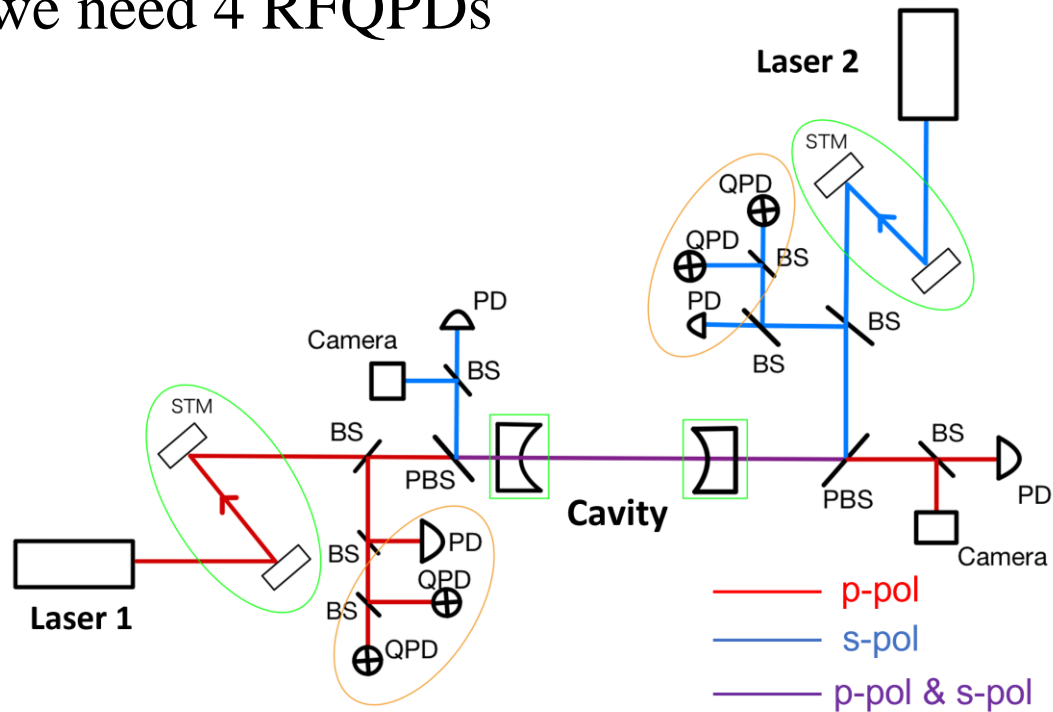 we need 4 RFQPDs
Laser 2
STM
QPD
QPD
BS
PD
BS
BS
PD
Camera
BS
STM
BS
PBS
Cavity
BS
PBS
PD
Camera
BS
PD
QPD
BS
QPD
Laser 1
p-pol
s-pol
p-pol & s-pol